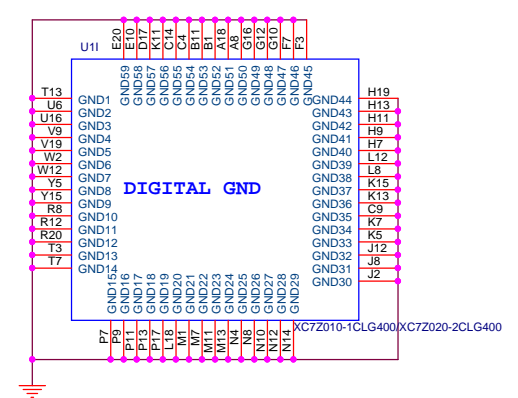 U1I
E20
E10
D17
K11
C14
C4
B11
B1
A18
A8
G16
G12
G10
F7
F3
GND59
GND58
GND57
GND56
GND55
GND54
GND53
GND52
GND51
GND50
GND49
GND48
GND47
GND46
GND45
T13 GND1
U6 GND2
U16 GND3
V9 GND4
V19 GND5
W2 GND6
W12 GND7
Y5 GND8
Y15 GND9
R8 GND10
R12 GND11
R20 GND12
T3 GND13
T7 GND14
DIGITAL GND
GND44 H19
GND43 H13
GND42 H11
GND41 H9
GND40 H7
GND39 L12
GND38 L8
GND37 K15
GND36 K13
GND35 C9
GND34 K7
GND33 K5
GND32 J12
GND31 J8
GND30 J2
GND15
GND16
GND17
GND18
GND19
GND20
GND21
GND22
GND23
GND24
GND25
GND26
GND27
GND28
GND29
XC7Z010-1CLG400/XC7Z020-2CLG400
P7
P9
P11
P13
P17
L18
M1
M7
M11
M13
N4
N8
N10
N12
N14